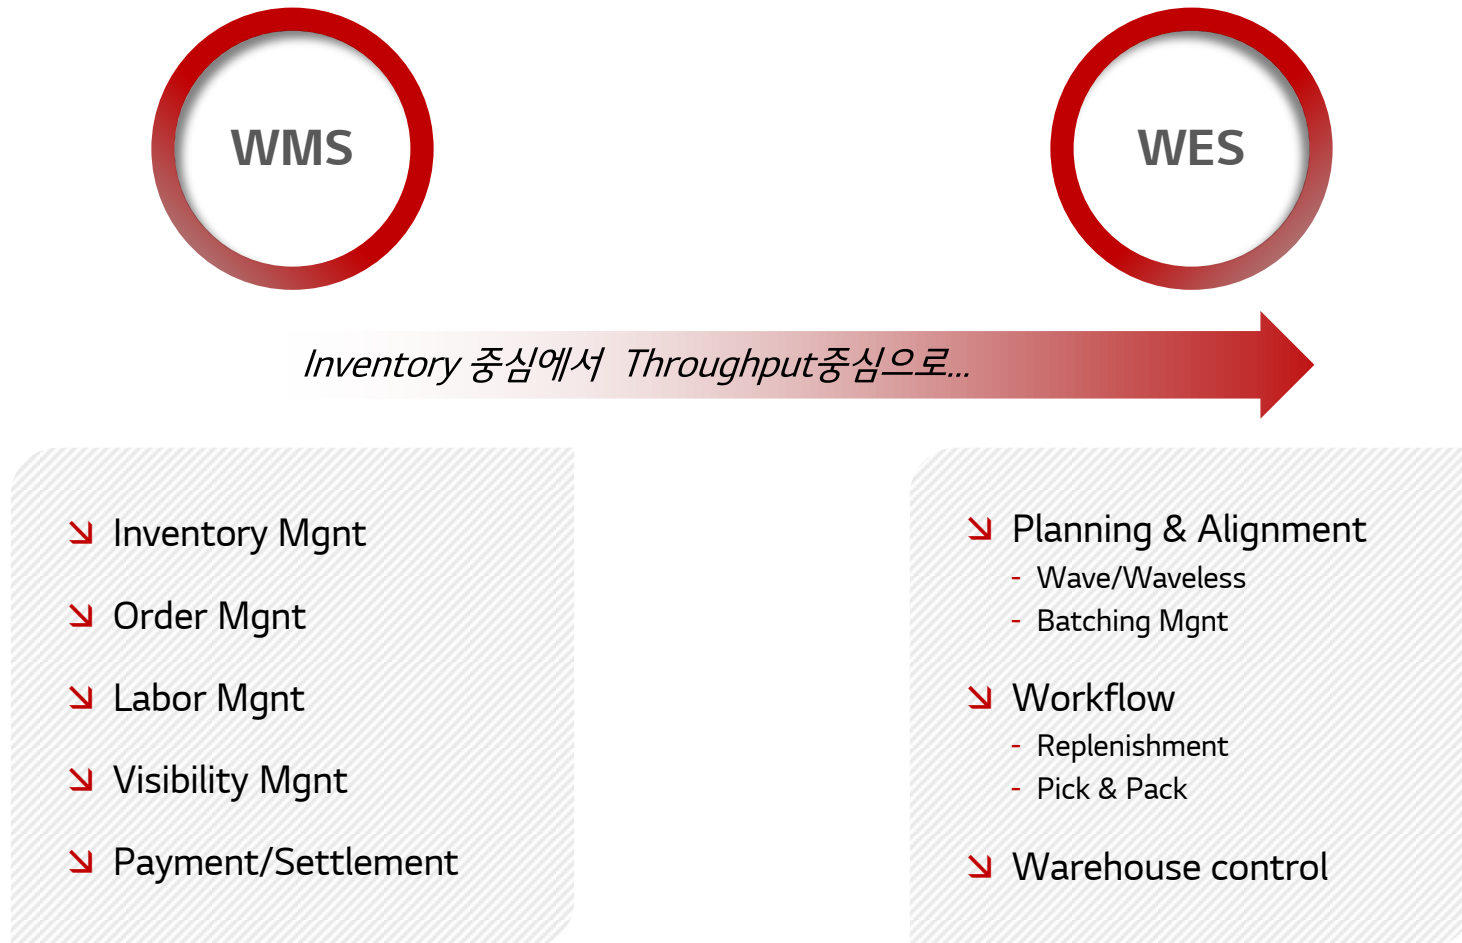 WMS
WES
Inventory 중심에서 Throughput중심으로...
Inventory Mgnt
Order Mgnt
Labor Mgnt
Visibility Mgnt
Payment/Settlement
Planning & Alignment
- Wave/Waveless
- Batching Mgnt
Workflow
- Replenishment
- Pick & Pack
Warehouse control